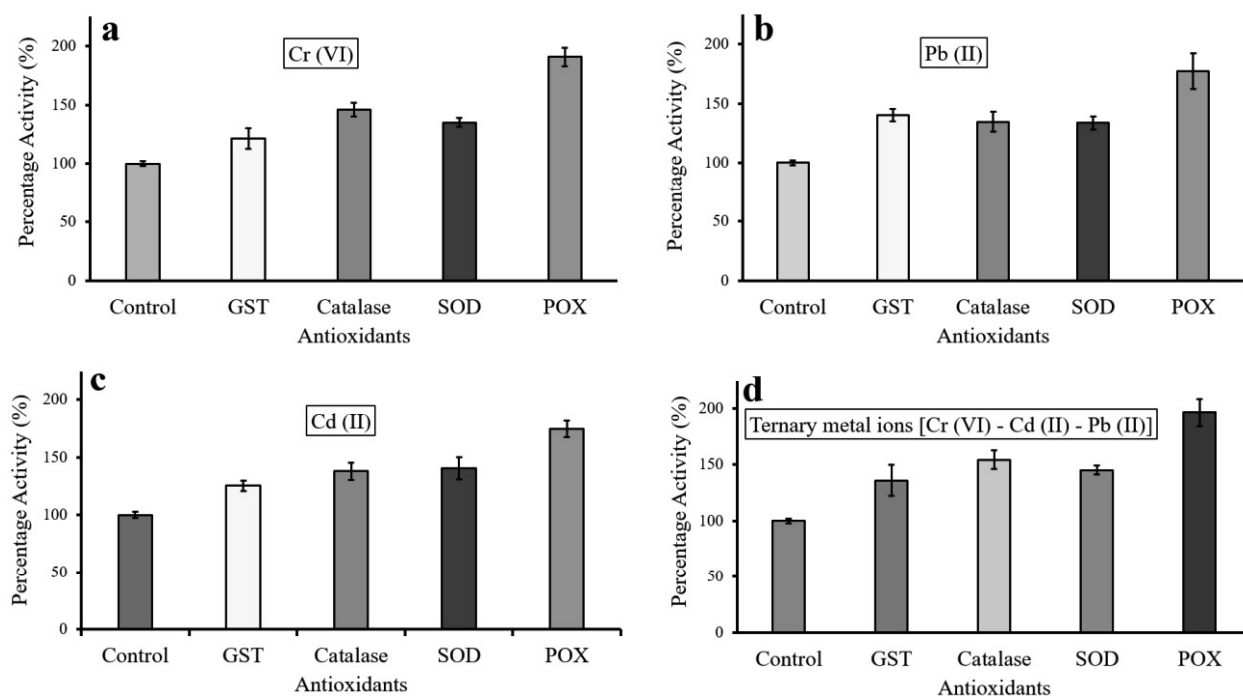 a
Cr (VI)
Percentage Activity (%)
200
150
100
50
0
Control GST Catalase SOD POX
Antioxidants
b
Pb (II)
Percentage Activity (%)
200
150
100
50
0
Control GST Catalase SOD POX
Antioxidants
c
Cd (II)
Percentage Activity (%)
200
150
100
50
0
Control GST Catalase SOD POX
Antioxidants
d
Ternary metal ions [Cr (VI) - Cd (II) - Pb (II)]
Percentage Activity (%)
200
150
100
50
0
Control GST Catalase SOD POX
Antioxidants